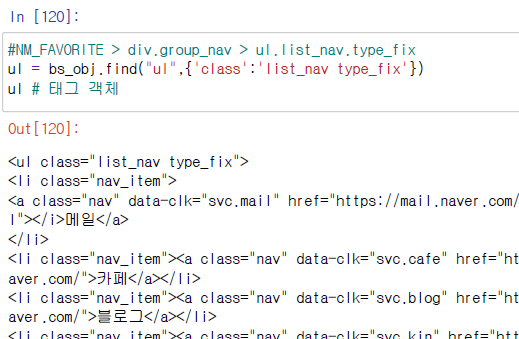 In [120]:
#NM_FAVORITE > div.group_nav > ul.list_nav.type_fix
ul = bs_obj.find("ul",{'class':'list_nav type_fix'})
ul # 태그 객체
Out[120]:
<ul class="list_nav type_fix">
<li class="nav_item">
<a class="nav" data-clk="svc.mail" href="https://mail.naver.com/
l"></i>메일</a>
</li>
<li class="nav_item"><a class="nav" data-clk="svc.cafe" href="ht
aver.com/">카페</a></li>
<li class="nav_item"><a class="nav" data-clk="svc.blog" href="ht
aver.com/">블로그</a></li>
<li class="nav_item"><a class="nav" data-clk="svc.kin" href="htt